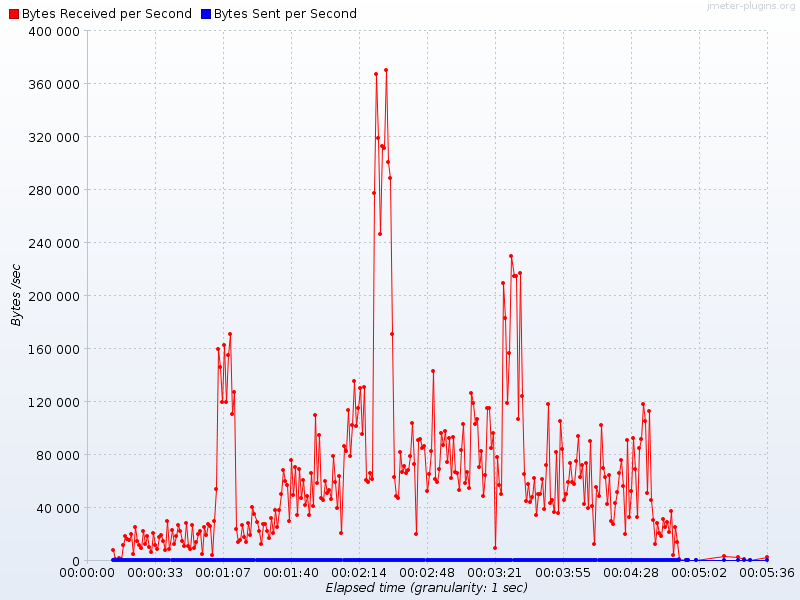 jmeter-plugins.org
Bytes Received per Second Bytes Sent per Second
400 000
360 000
320 000
280 000
240 000
200 000
160 000
120 000
80 000
40 000
0
Bytes /sec
00:00:00 00:00:33 00:01:07 00:01:40 00:02:14 00:02:48 00:03:21 00:03:55 00:04:28 00:05:02 00:05:36
Elapsed time (granularity: 1 sec)